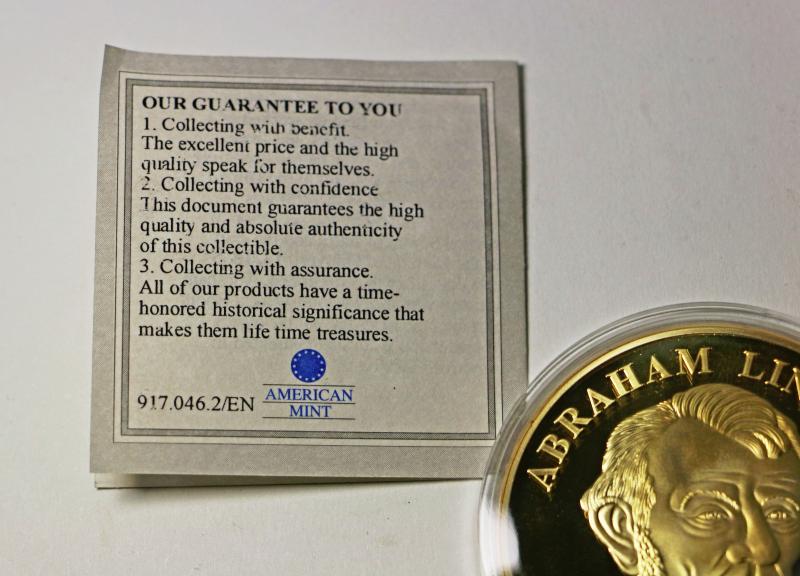 OUR GUARANTEE TO YOU
1. Collecting with benefit.
The excellent price and the high
quality speak for themselves.
2. Collecting with confidence
This document guarantees the high
quality and absolute authenticity
of this collectible.
3. Collecting with assurance.
All of our products have a time-
honored historical significance that
makes them life time treasures.
917.046.2/EN
AMERICAN
MINT
ABRAHAM LIN